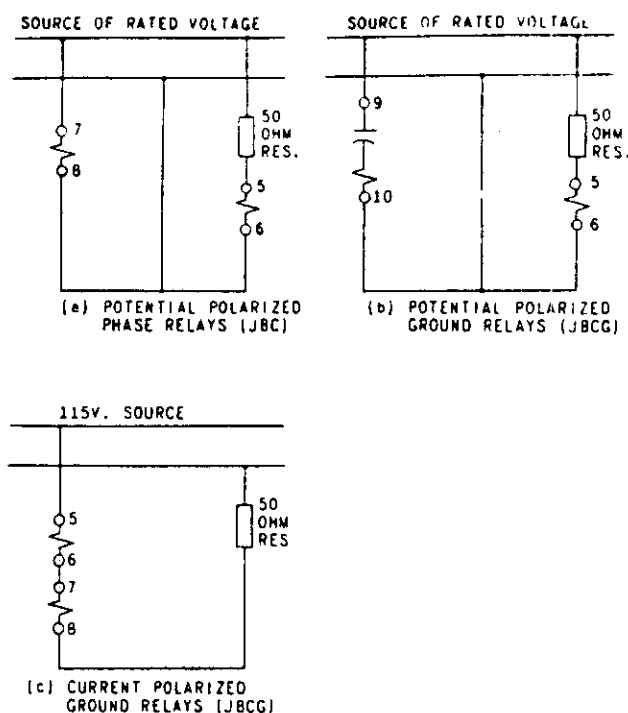 SOURCE OF RATED VOLTAGE
7
8
50
OHM
RES.
5
6
(a) POTENTIAL POLARIZED
PHASE RELAYS (JBC)
SOURCE OF RATED VOLTAGE
9
10
50
OHM
RES.
5
6
(b) POTENTIAL POLARIZED
GROUND RELAYS (JBCG)
115V. SOURCE
5
6
7
8
50
OHM
RES
(c) CURRENT POLARIZED
GROUND RELAYS (JBCG)